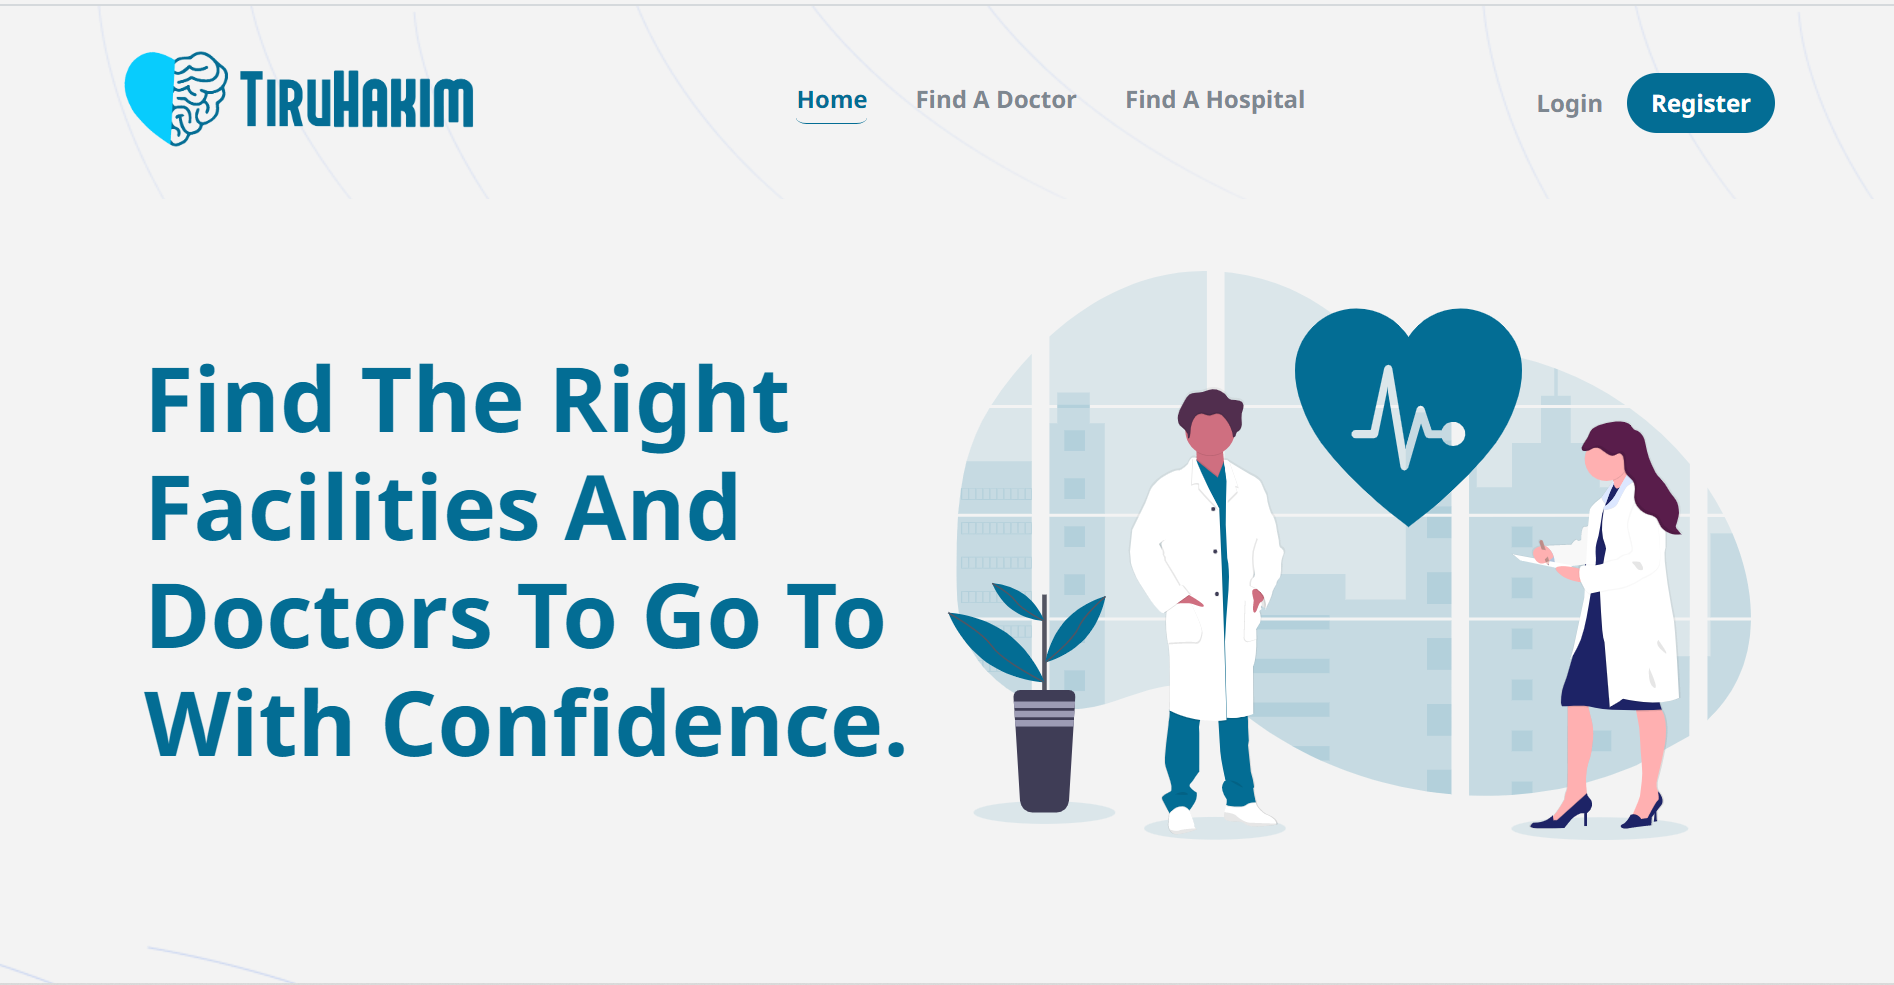 TiruHakim
Home Find A Doctor Find A Hospital
Login Register
Find The Right
Facilities And
Doctors To Go To
With Confidence.